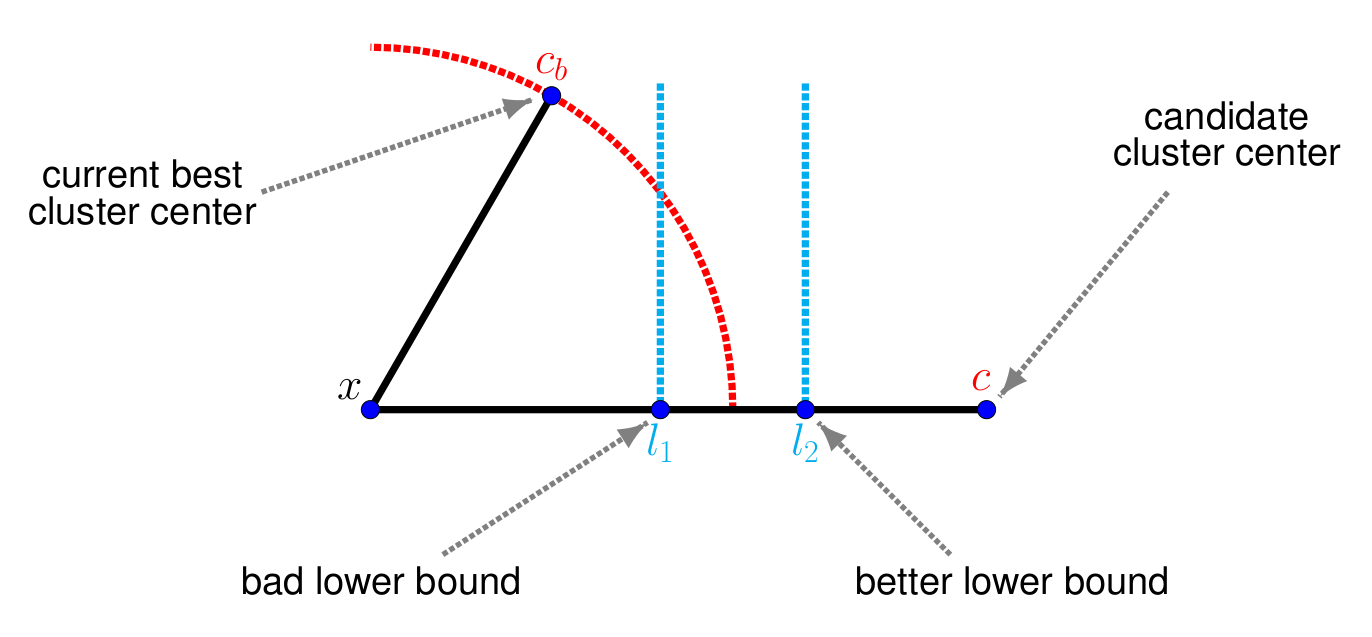 c_b
candidate
cluster center
current best
cluster center
x
c
l_1
l_2
bad lower bound
better lower bound